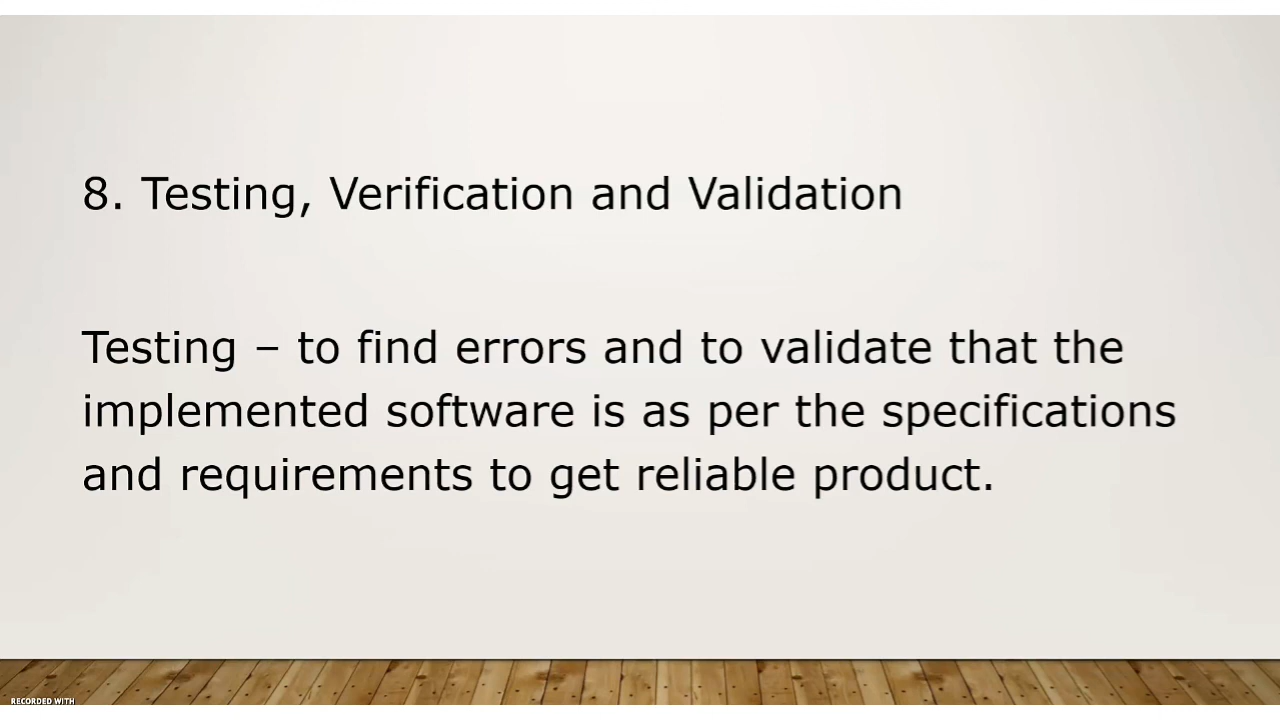 8. Testing, Verification and Validation
Testing – to find errors and to validate that the
implemented software is as per the specifications
and requirements to get reliable product.
RECORDED WITH